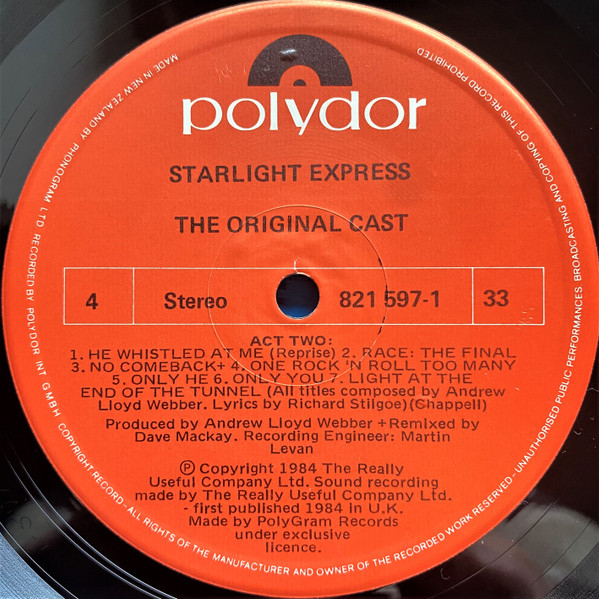 polydor
STARLIGHT EXPRESS
THE ORIGINAL CAST
4 Stereo 821 597-1 33
ACT TWO:
1. HE WHISTLED AT ME (Reprise) 2. RACE: THE FINAL
3. NO COMEBACK+ 4. ONE ROCK 'N ROLL TOO MANY
5. ONLY HE 6. ONLY YOU 7. LIGHT AT THE
END OF THE TUNNEL (All titles composed by Andrew
Lloyd Webber. Lyrics by Richard Stilgoe)(Chappell)
Produced by Andrew Lloyd Webber +Remixed by
Dave Mackay. Recording Engineer: Martin
Levan
Ⓟ Copyright 1984 The Really
Useful Company Ltd. Sound recording
made by The Really Useful Company Ltd.
- first published 1984 in U.K.
Made by PolyGram Records
under exclusive
licence.
MADE IN NEW ZEALAND BY PHONOGRAM LTD. RECORDED BY POLYDOR INT GMBH COPYRIGHT RECORD - ALL RIGHTS OF THE MANUFACTURER AND OWNER OF THE RECORDED WORK RESERVED - UNAUTHORISED PUBLIC PERFORMANCES BROADCASTING AND COPYING OF THIS RECORD PROHIBITED